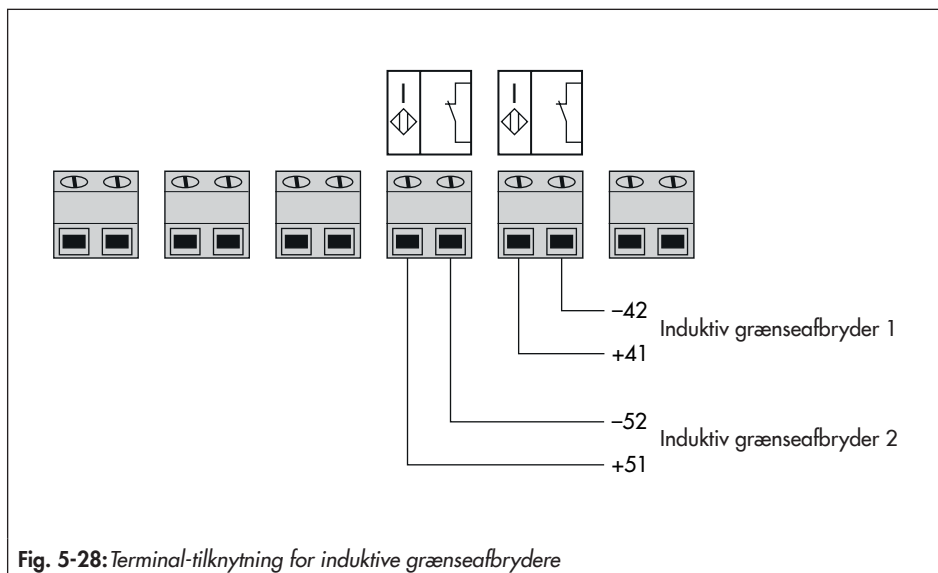 −42
Induktiv grænseafbryder 1
+41
−52
Induktiv grænseafbryder 2
+51
Fig. 5-28: Terminal-tilknytning for induktive grænseafbrydere